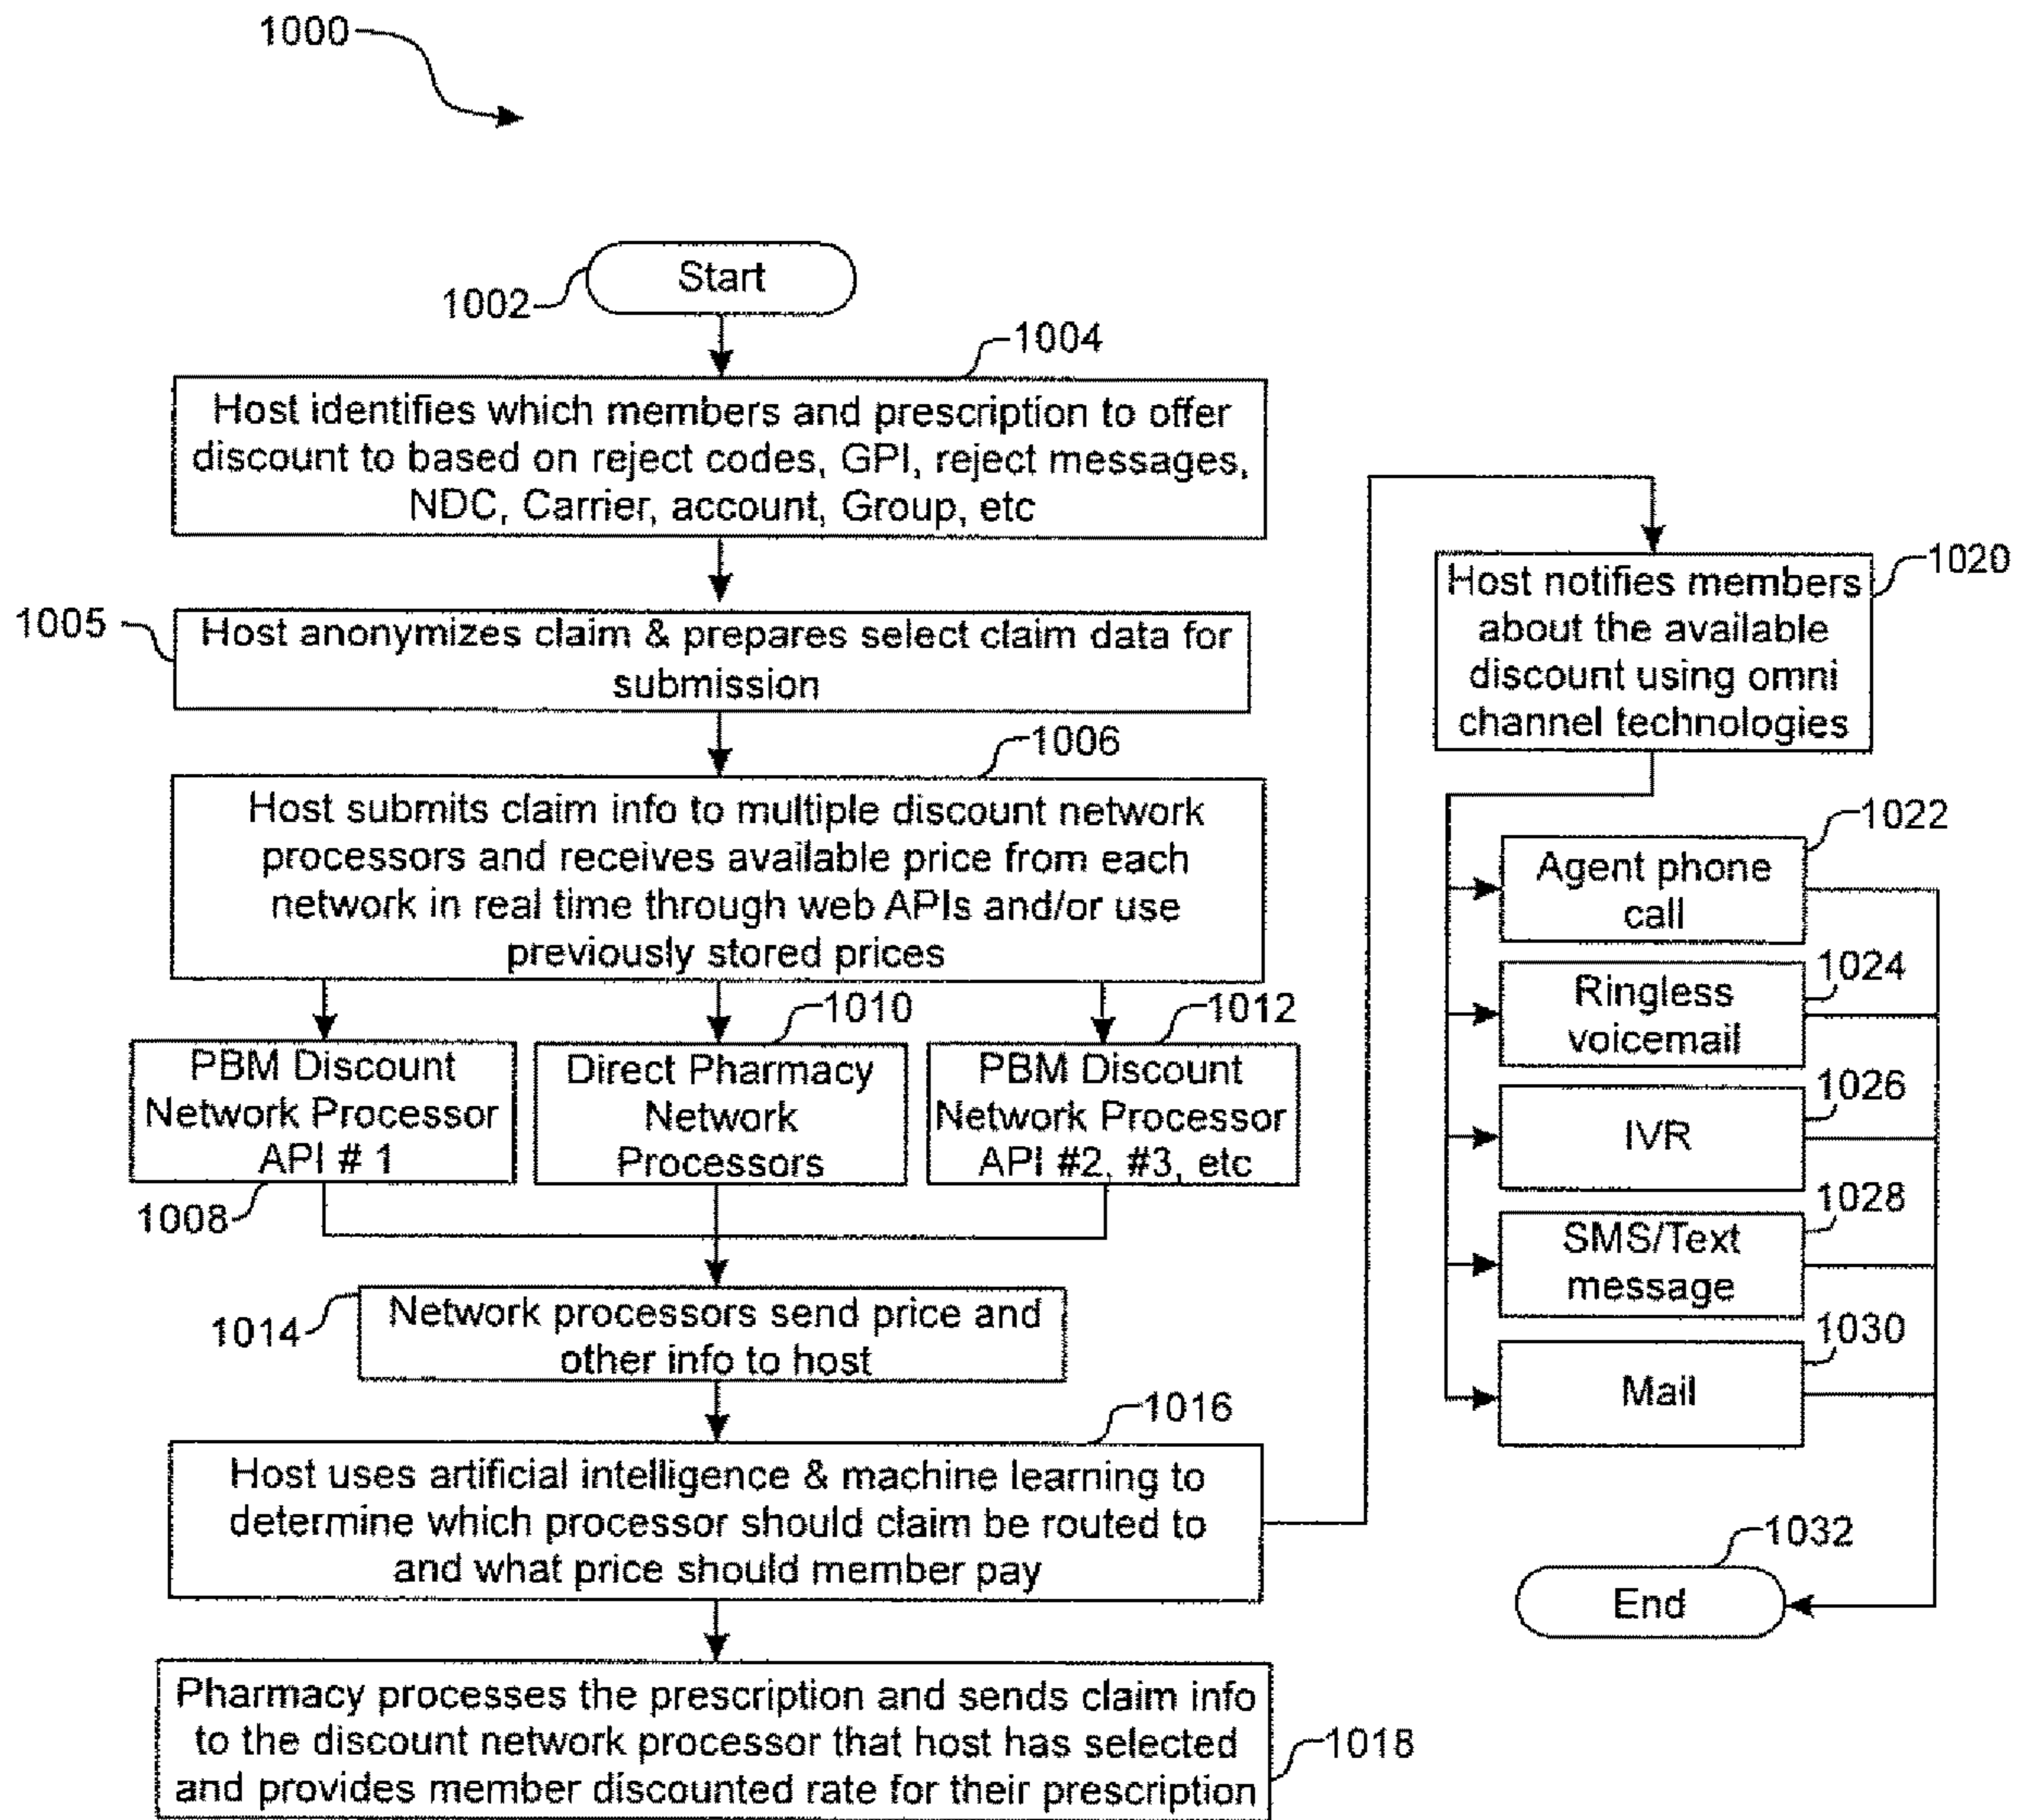 1000
Start
1002
1004
Host identifies which members and prescription to offer
discount to based on reject codes, GPI, reject messages,
NDC, Carrier, account, Group, etc
1005
Host anonymizes claim & prepares select claim data for
submission
1006
Host submits claim info to multiple discount network
processors and receives available price from each
network in real time through web APIs and/or use
previously stored prices
1010
1012
PBM Discount
Network Processor
API # 1
1008
Direct Pharmacy
Network
Processors
PBM Discount
Network Processor
API #2, #3, etc
1014
Network processors send price and
other info to host
1016
Host uses artificial intelligence & machine learning to
determine which processor should claim be routed to
and what price should member pay
Pharmacy processes the prescription and sends claim info
to the discount network processor that host has selected
and provides member discounted rate for their prescription
1018
1020
Host notifies members
about the available
discount using omni
channel technologies
1022
Agent phone
call
1024
Ringless
voicemail
1026
IVR
1028
SMS/Text
message
1030
Mail
1032
End